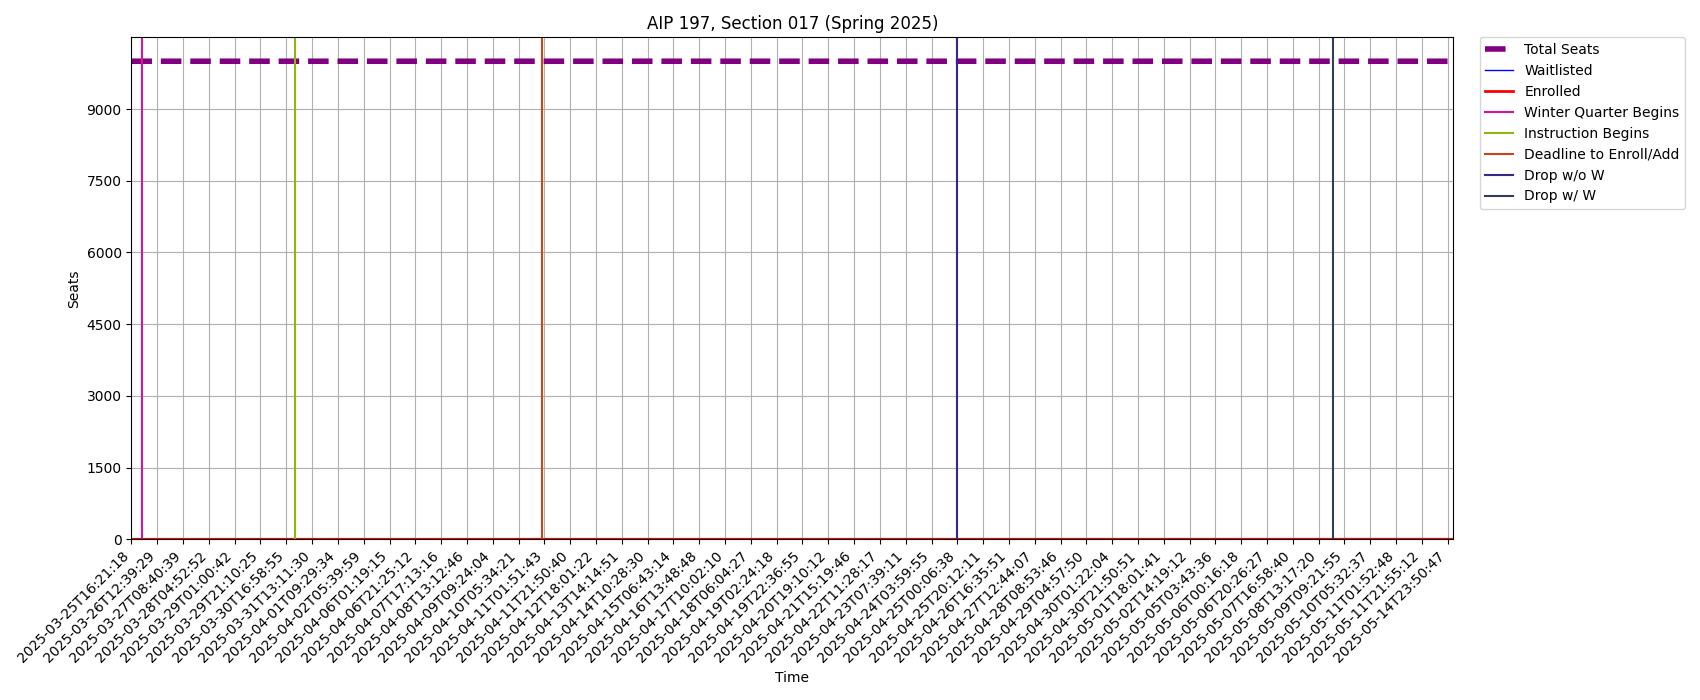 AIP 197, Section 017 (Spring 2025)
Total Seats
Waitlisted
Enrolled
Winter Quarter Begins
Instruction Begins
Deadline to Enroll/Add
Drop w/o W
Drop w/ W
Seats
9000
7500
6000
4500
3000
1500
0
2025-03-25T16:21:18
2025-03-26T12:39:29
2025-03-27T08:40:39
2025-03-28T04:52:52
2025-03-29T01:00:42
2025-03-29T21:10:25
2025-03-30T16:58:55
2025-03-31T13:11:30
2025-04-01T09:29:34
2025-04-02T05:39:59
2025-04-06T01:19:15
2025-04-06T21:25:12
2025-04-07T17:13:16
2025-04-08T13:12:46
2025-04-09T09:24:04
2025-04-10T05:34:21
2025-04-11T01:51:43
2025-04-11T21:50:40
2025-04-12T18:01:22
2025-04-13T14:14:51
2025-04-14T10:28:30
2025-04-15T06:43:14
2025-04-16T13:48:48
2025-04-17T10:02:10
2025-04-18T06:04:27
2025-04-19T02:24:18
2025-04-19T22:36:55
2025-04-20T19:10:12
2025-04-21T15:19:46
2025-04-22T11:28:17
2025-04-23T07:39:11
2025-04-24T03:59:55
2025-04-25T00:06:38
2025-04-25T20:12:11
2025-04-26T16:35:51
2025-04-27T12:44:07
2025-04-28T08:53:46
2025-04-29T04:57:50
2025-04-30T01:22:04
2025-04-30T21:50:51
2025-05-01T18:01:41
2025-05-02T14:19:12
2025-05-05T03:43:36
2025-05-06T00:16:18
2025-05-06T20:26:27
2025-05-07T16:58:40
2025-05-08T13:17:20
2025-05-09T09:21:55
2025-05-10T05:32:37
2025-05-11T01:52:48
2025-05-11T21:55:12
2025-05-14T23:50:47
Time